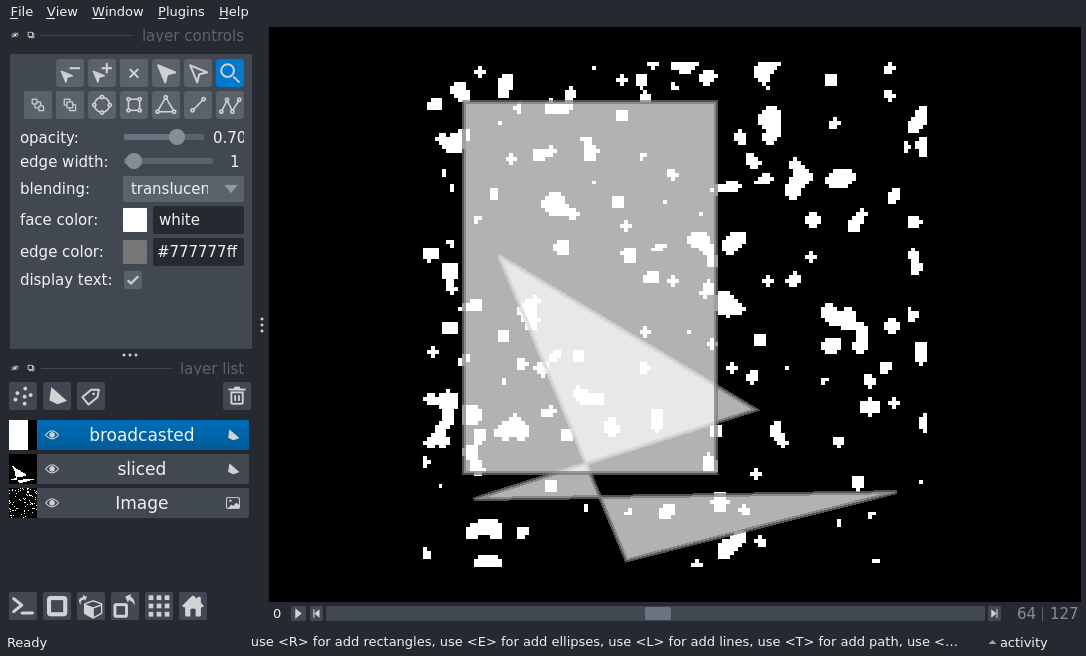 File View Window Plugins Help
layer controls
opacity: 0.70
edge width: 1
blending: translucen
face color: white
edge color: #777777ff
display text:
layer list
broadcasted
sliced
Image
0 64 127
Ready use <R> for add rectangles, use <E> for add ellipses, use <L> for add lines, use <T> for add path, use <... activity